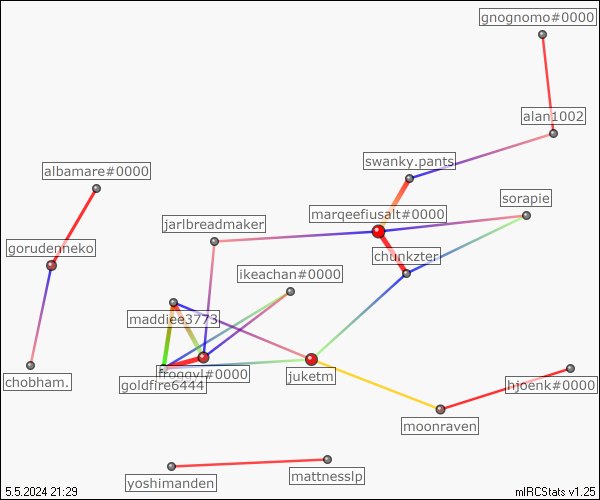 gnognomo#0000
alan1002
swanky.pants
albamare#0000
sorapie
marqeefiusalt#0000
jarlbreadmaker
gorudenneko
chunkzter
ikeachan#0000
maddiee3773
froggyl#0000
juketm
goldfire6444
chobham.
hjoenk#0000
moonraven
mattnesslp
yoshimanden
5.5.2024 21:29
mIRCStats v1.25